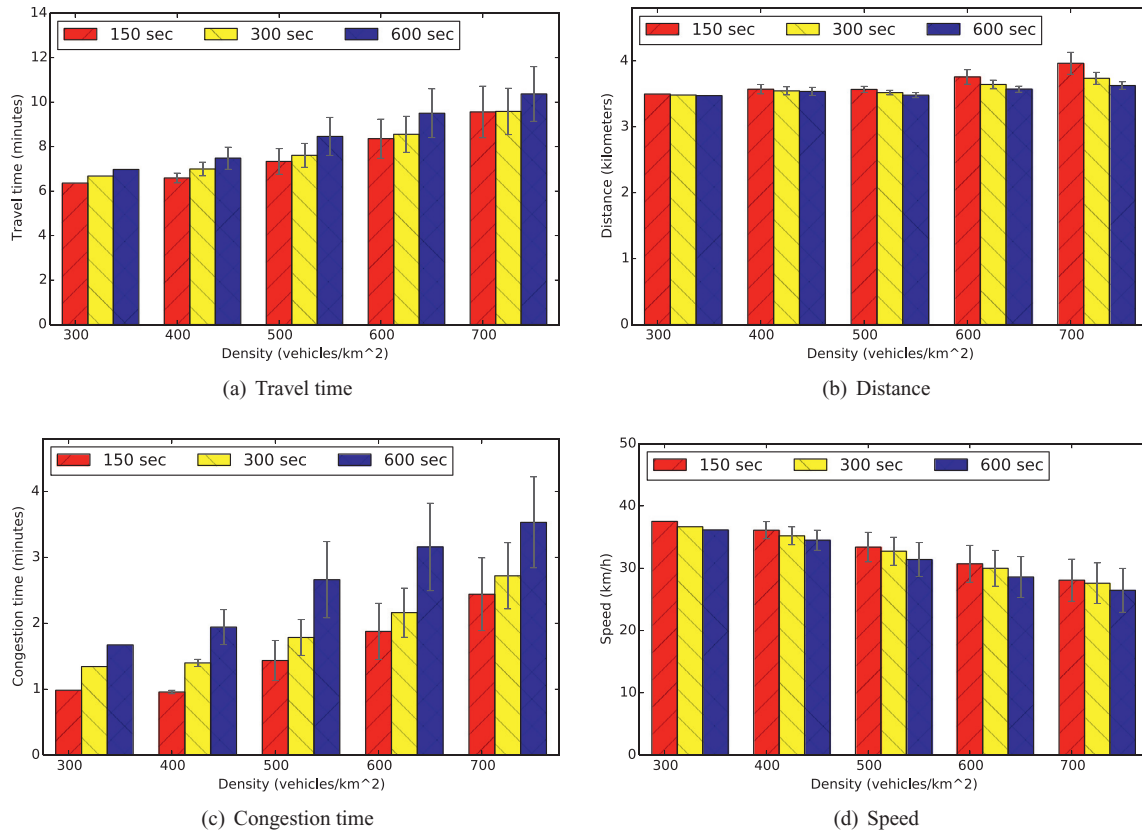 14
12
10
8
6
4
2
0
Travel time (minutes)
150 sec 300 sec 600 sec
300 400 500 600 700
Density (vehicles/km^2)
(a) Travel time
4
3
2
1
0
Distance (kilometers)
150 sec 300 sec 600 sec
300 400 500 600 700
Density (vehicles/km^2)
(b) Distance
4
3
2
1
0
Congestion time (minutes)
150 sec 300 sec 600 sec
300 400 500 600 700
Density (vehicles/km^2)
(c) Congestion time
50
40
30
20
10
0
Speed (km/h)
150 sec 300 sec 600 sec
300 400 500 600 700
Density (vehicles/km^2)
(d) Speed